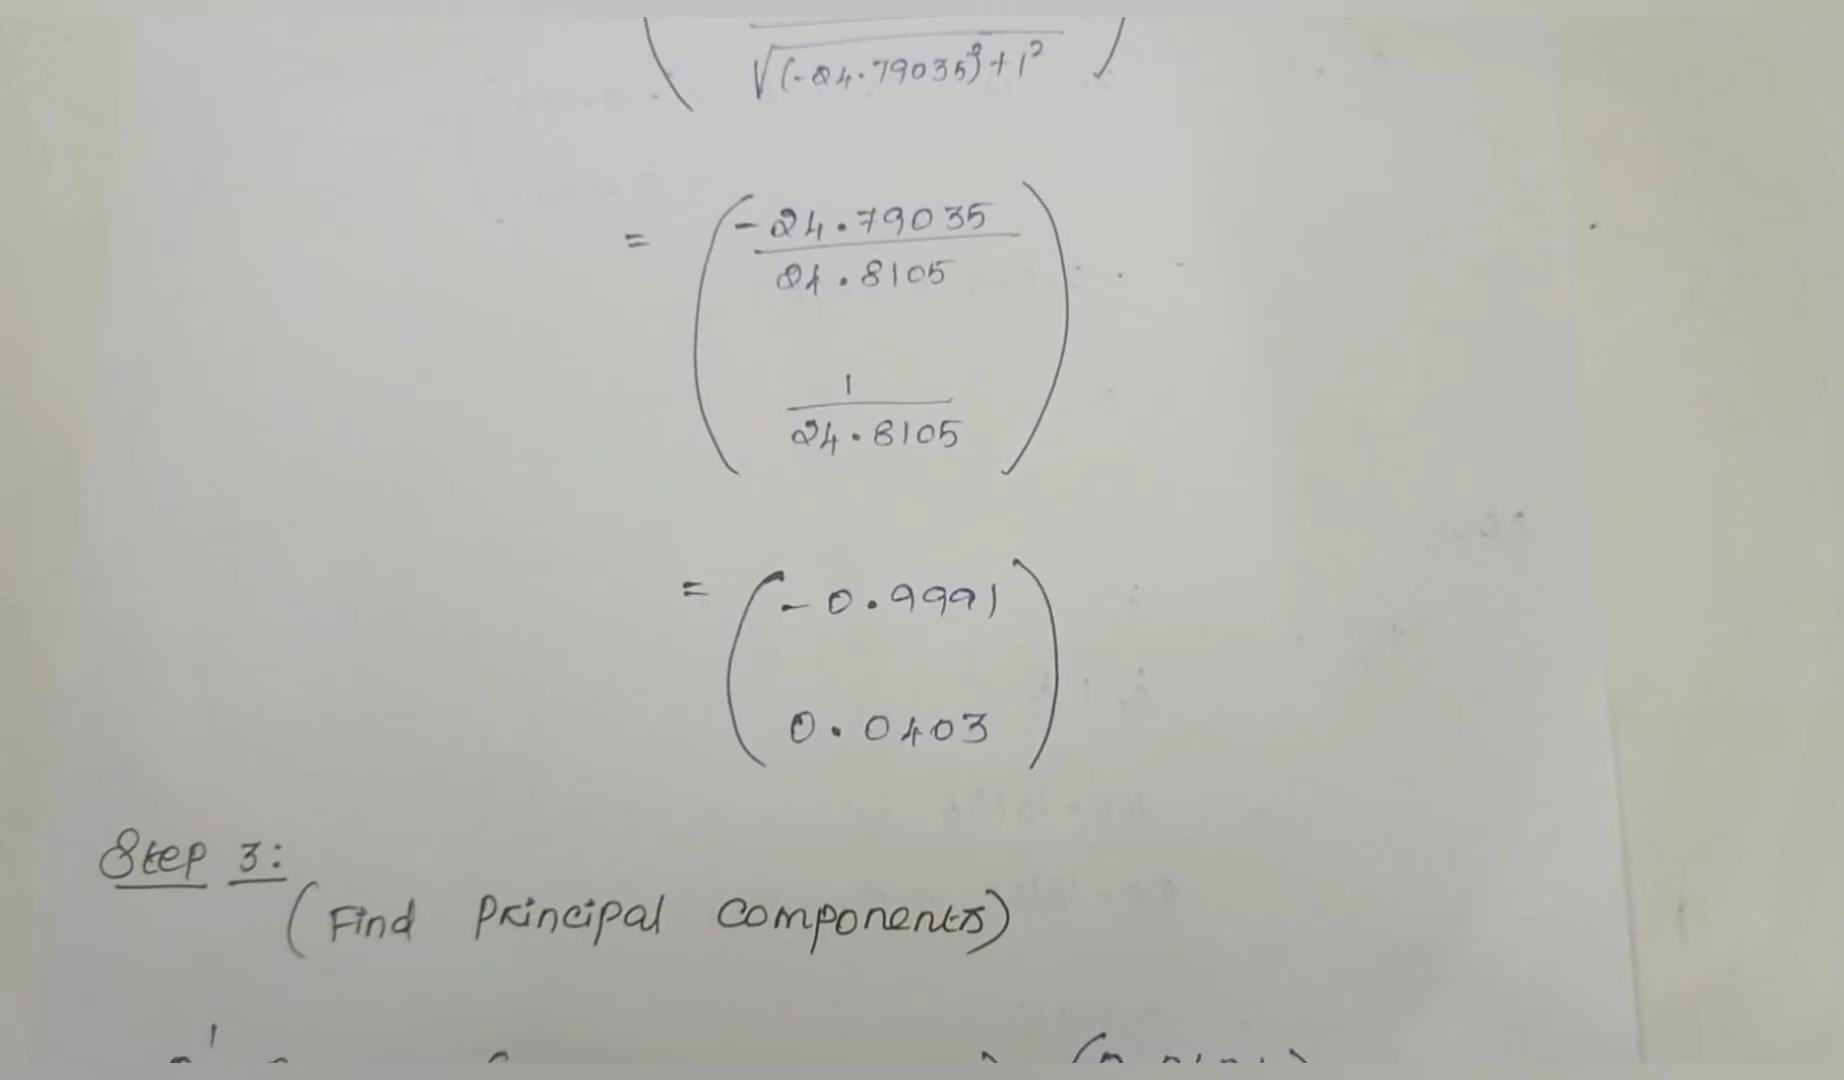 √(-24.79035)² + 1²
= -24.79035
24.8105
1
24.8105
= -0.9991
0.0403
Step 3:
(Find Principal Components)